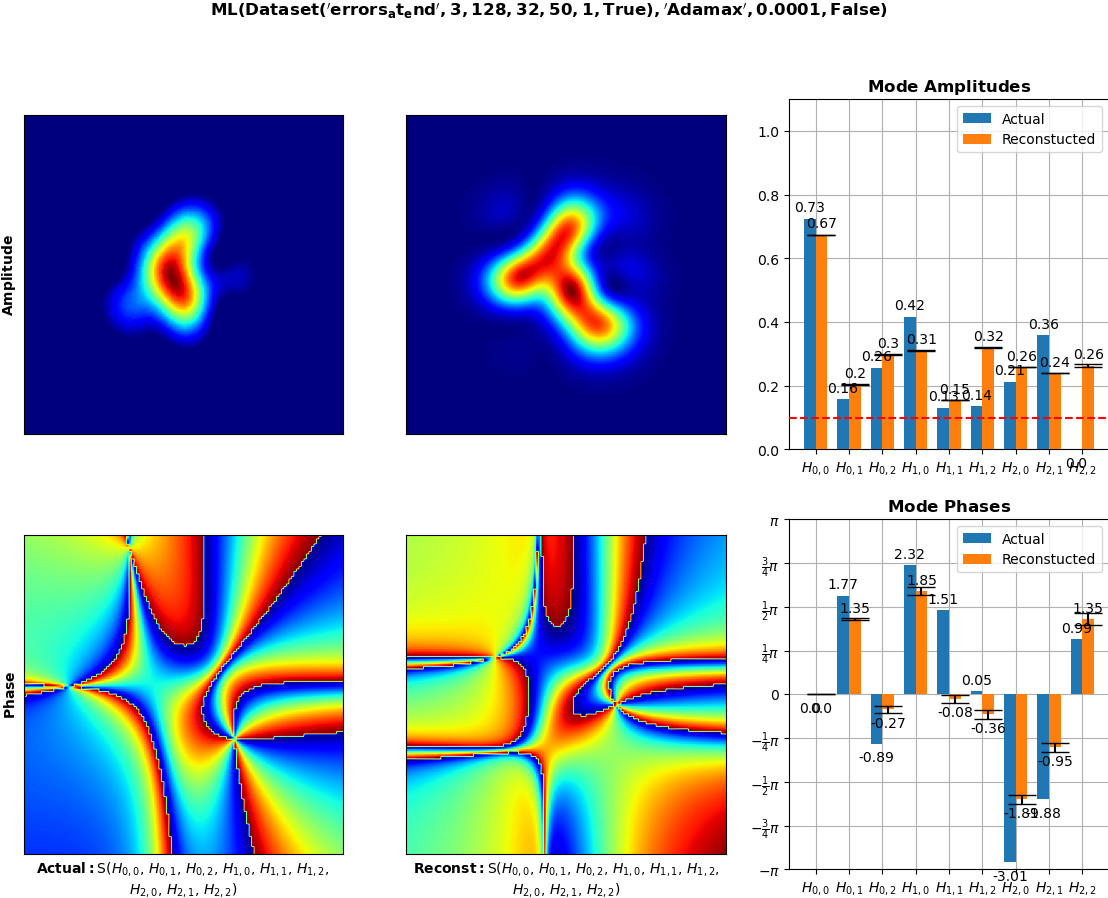 ML(Dataset('errors_at_end', 3, 128, 32, 50, 1, True), 'Adamax', 0.0001, False)
Amplitude
Mode Amplitudes
Actual
Reconstucted
1.0
0.8
0.6
0.4
0.2
0.0
0.73
0.67
0.16
0.2
0.26
0.3
0.42
0.31
0.13
0.15
0.14
0.32
0.21
0.26
0.36
0.24
0.0
0.26
H0,0 H0,1 H0,2 H1,0 H1,1 H1,2 H2,0 H2,1 H2,2
Phase
Mode Phases
Actual
Reconstucted
π
3/4π
1/2π
1/4π
0
−1/4π
−1/2π
−3/4π
−π
0.0
0.0
1.77
1.35
-0.89
-0.27
2.32
1.85
1.51
-0.08
0.05
-0.36
-3.01
-1.89
-1.88
-0.95
0.99
1.35
H0,0 H0,1 H0,2 H1,0 H1,1 H1,2 H2,0 H2,1 H2,2
Actual: S(H0,0, H0,1, H0,2, H1,0, H1,1, H1,2,
H2,0, H2,1, H2,2)
Reconst: S(H0,0, H0,1, H0,2, H1,0, H1,1, H1,2,
H2,0, H2,1, H2,2)